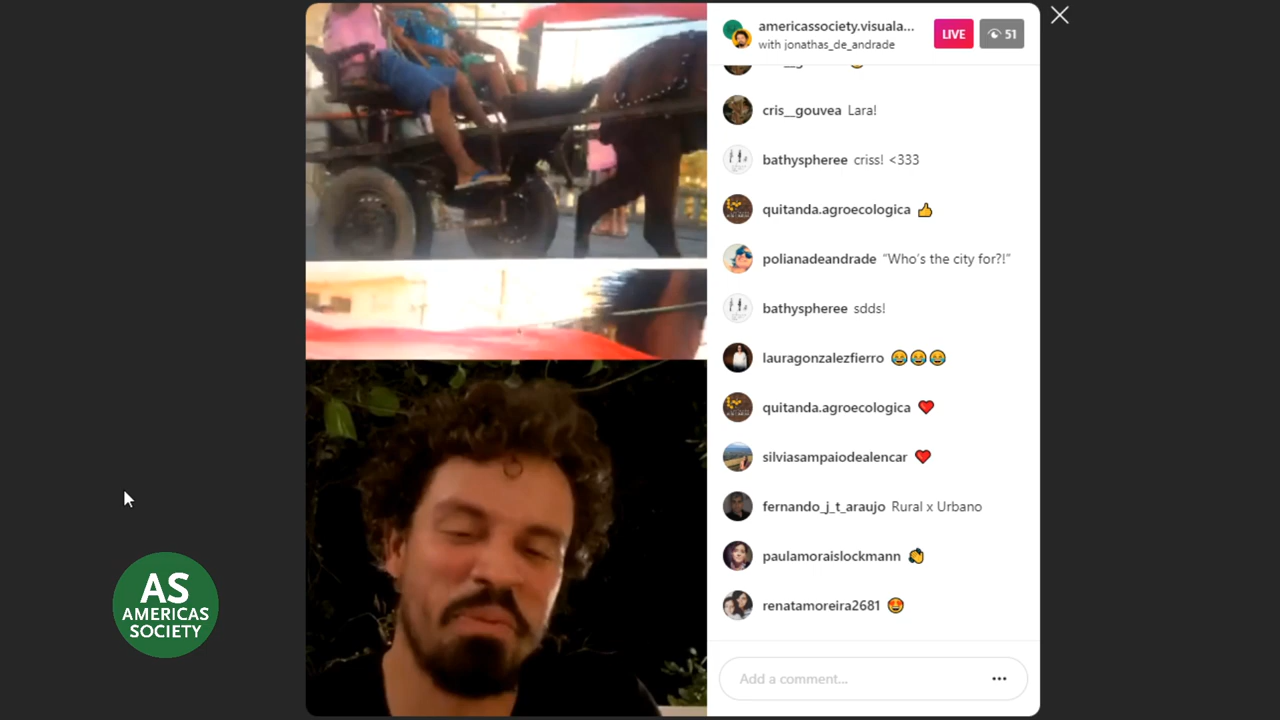 americassociety.visuala...
with jonathas_de_andrade
LIVE
51
cris__gouvea Lara!
bathyspheree criss! <333
quitanda.agroecologica 👍
polianadeandrade “Who’s the city for?!”
bathyspheree sdds!
lauragonzalezfierro 😂😂😂
quitanda.agroecologica ❤️
silviasampaiodealencar ❤️
fernando_j_t_araujo Rural x Urbano
paulamoraislockmann 👏
renatamoreira2681 🤩
Add a comment...
AS
AMERICAS
SOCIETY